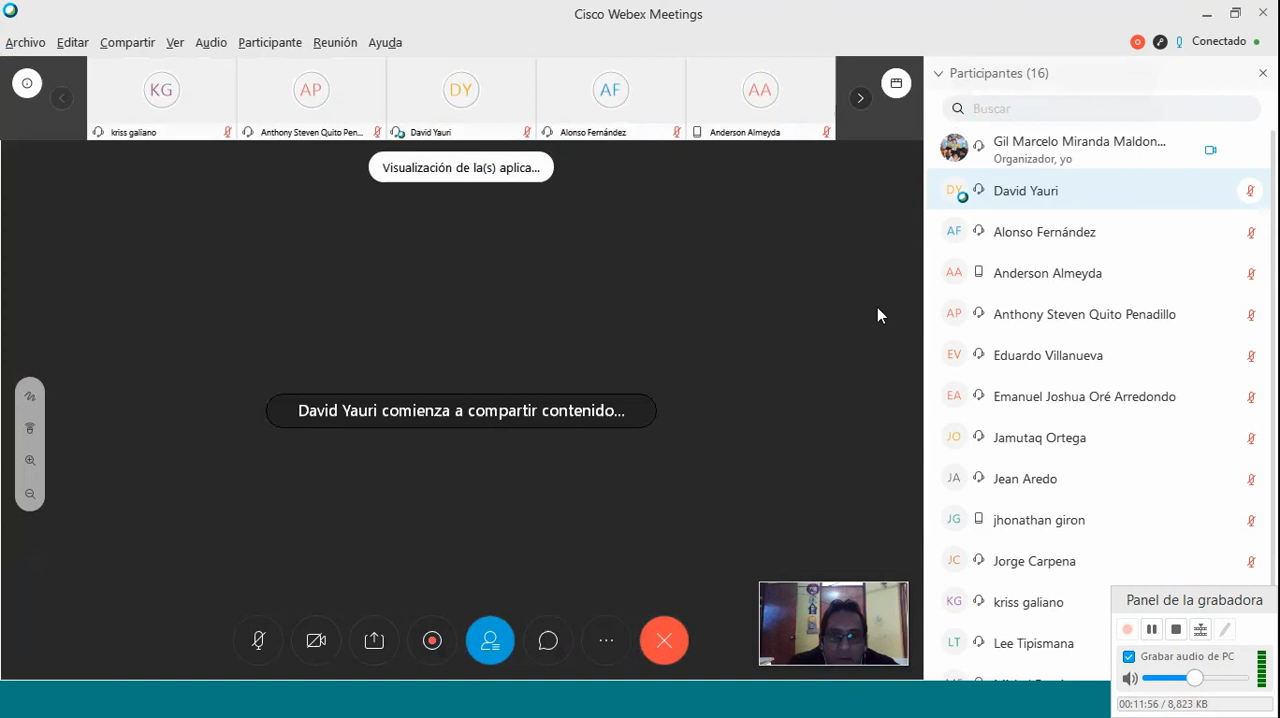 Cisco Webex Meetings
Archivo Editar Compartir Ver Audio Participante Reunión Ayuda
Conectado
KG
kriss galiano
AP
Anthony Steven Quito Pen...
DY
David Yauri
AF
Alonso Fernández
AA
Anderson Almeyda
Visualización de la(s) aplica...
David Yauri comienza a compartir contenido...
Participantes (16)
Buscar
Gil Marcelo Miranda Maldon...
Organizador, yo
DY David Yauri
AF Alonso Fernández
AA Anderson Almeyda
AP Anthony Steven Quito Penadillo
EV Eduardo Villanueva
EA Emanuel Joshua Oré Arredondo
JO Jamutaq Ortega
JA Jean Aredo
JG jhonathan giron
JC Jorge Carpena
KG kriss galiano
LT Lee Tipismana
Panel de la grabadora
Grabar audio de PC
00:11:56 / 8,823 KB